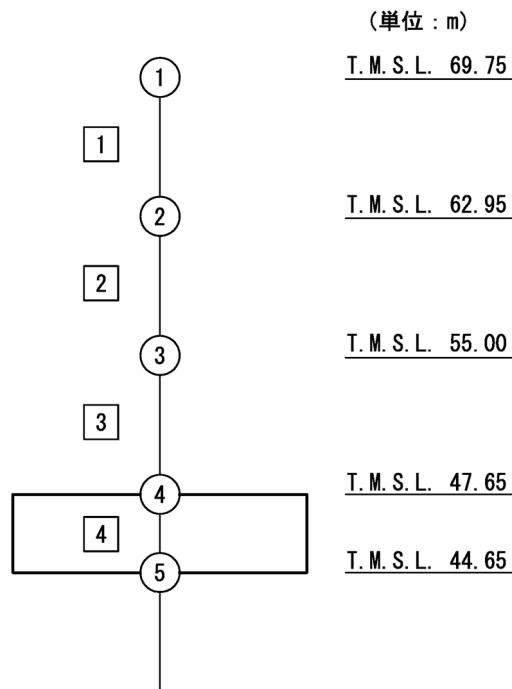 (単位:m)
① T.M.S.L. 69.75
1
② T.M.S.L. 62.95
2
③ T.M.S.L. 55.00
3
④ T.M.S.L. 47.65
4
⑤ T.M.S.L. 44.65